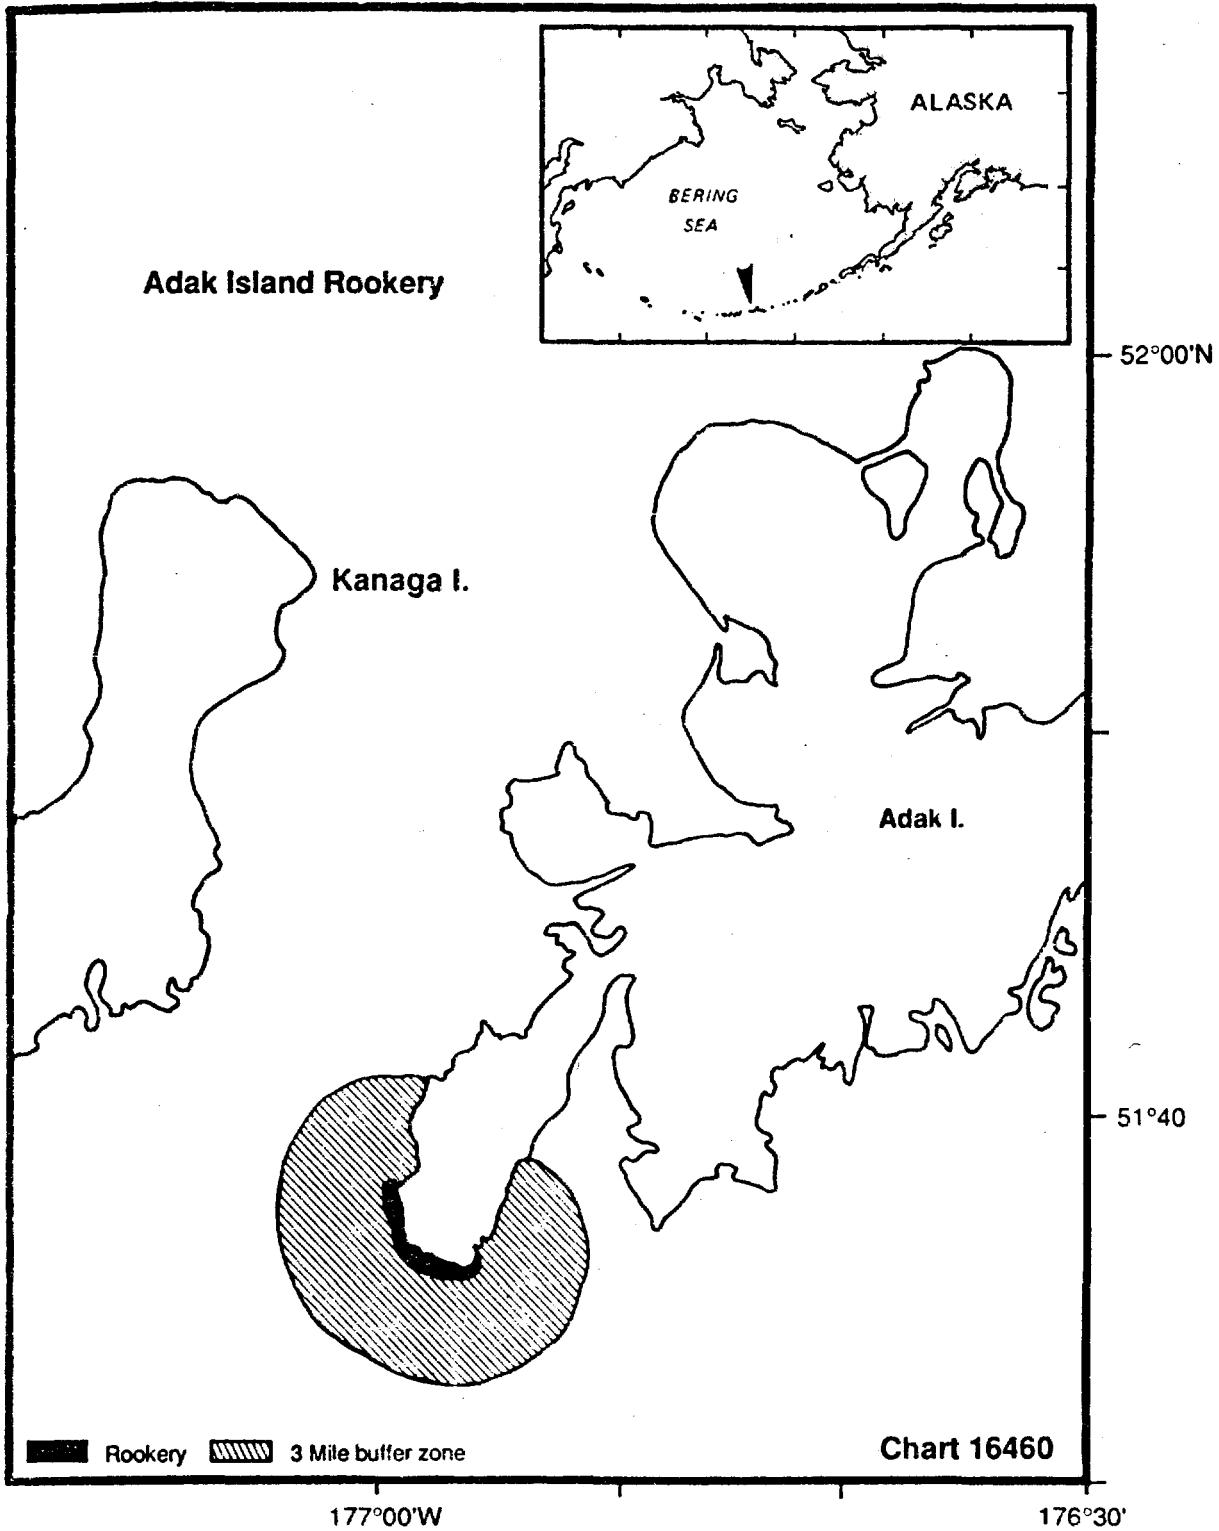 ALASKA
BERING
SEA
Adak Island Rookery
52°00'N
Kanaga I.
Adak I.
51°40
Rookery
3 Mile buffer zone
Chart 16460
177°00'W
176°30'